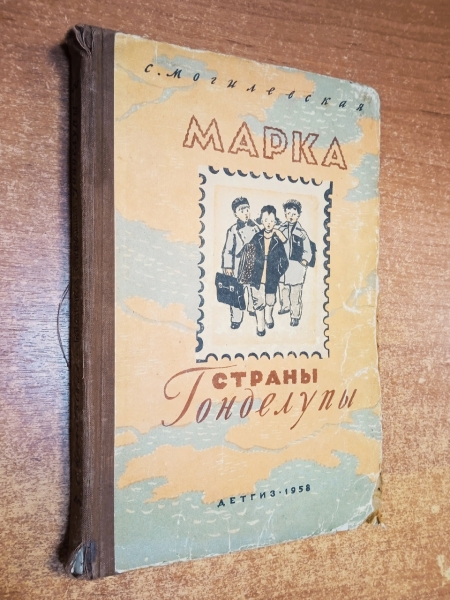 С. МОГИЛЕВСКАЯ
МАРКА
СТРАНЫ
Гонделупы
ДЕТГИЗ · 1958